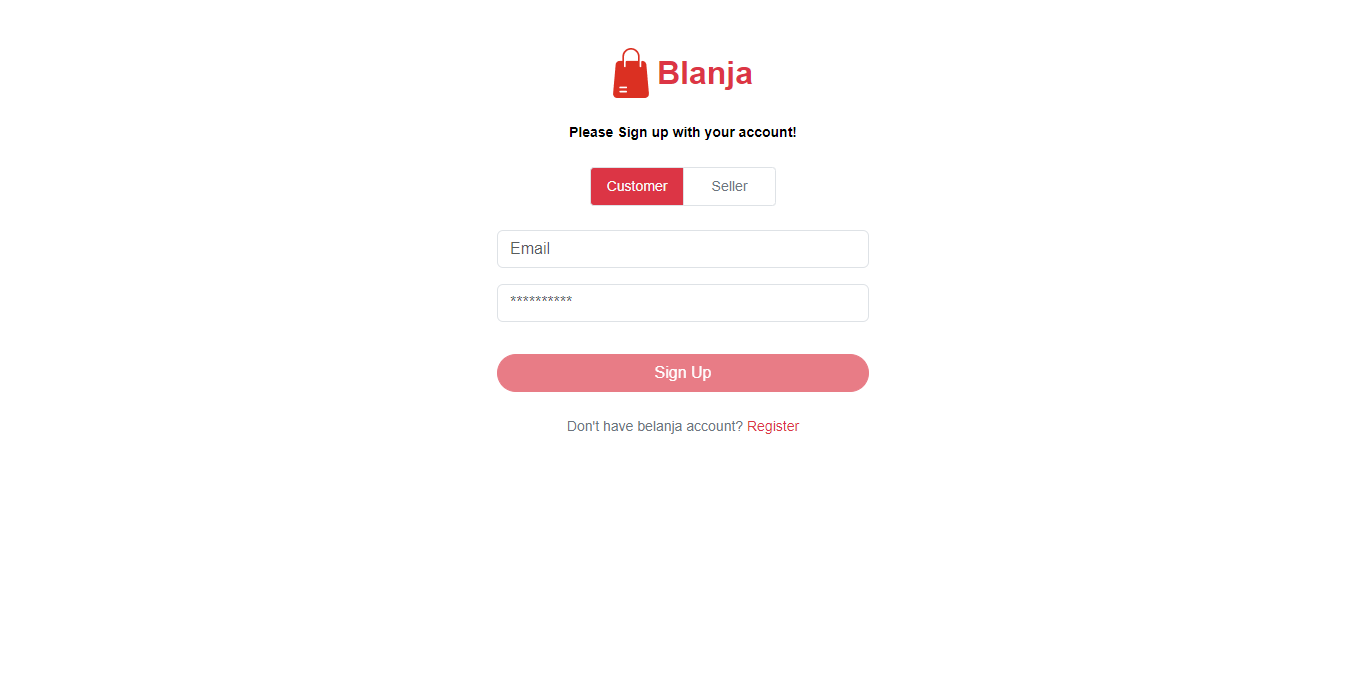 Blanja
Please Sign up with your account!
Customer Seller
Email
**********
Sign Up
Don't have belanja account? Register